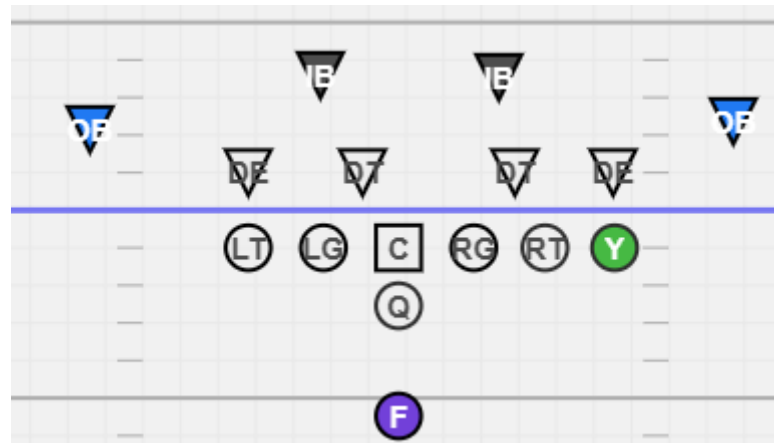 IB IB
OB OB
DE DT DT DE
LT LG C RG RT Y
Q
F